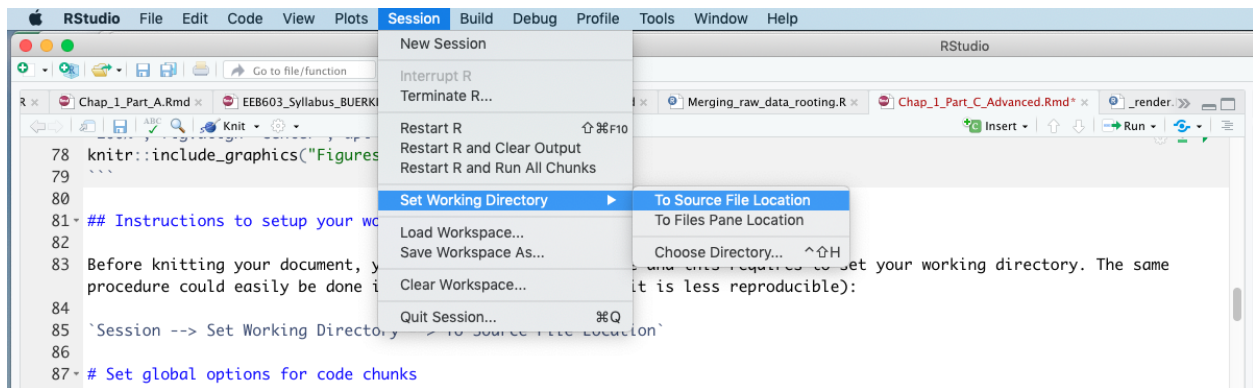 RStudio File Edit Code View Plots Session Build Debug Profile Tools Window Help
RStudio
Go to file/function
R × Chap_1_Part_A.Rmd × EEB603_Syllabus_BUERK × Merging_raw_data_rooting.R × Chap_1_Part_C_Advanced.Rmd* × _render.
ABC Knit Insert Run
78 knitr::include_graphics("Figures
79 ```
80
81 ## Instructions to setup your wo
82
83 Before knitting your document, y set your working directory. The same
procedure could easily be done i it is less reproducible):
84
85 `Session --> Set Working Directory --> To Source File Location`
86
87 # Set global options for code chunks
New Session
Interrupt R
Terminate R...
Restart R ⇧⌘F10
Restart R and Clear Output
Restart R and Run All Chunks
Set Working Directory ▶
Load Workspace...
Save Workspace As...
Clear Workspace...
Quit Session... ⌘Q
To Source File Location
To Files Pane Location
Choose Directory... ^⇧H